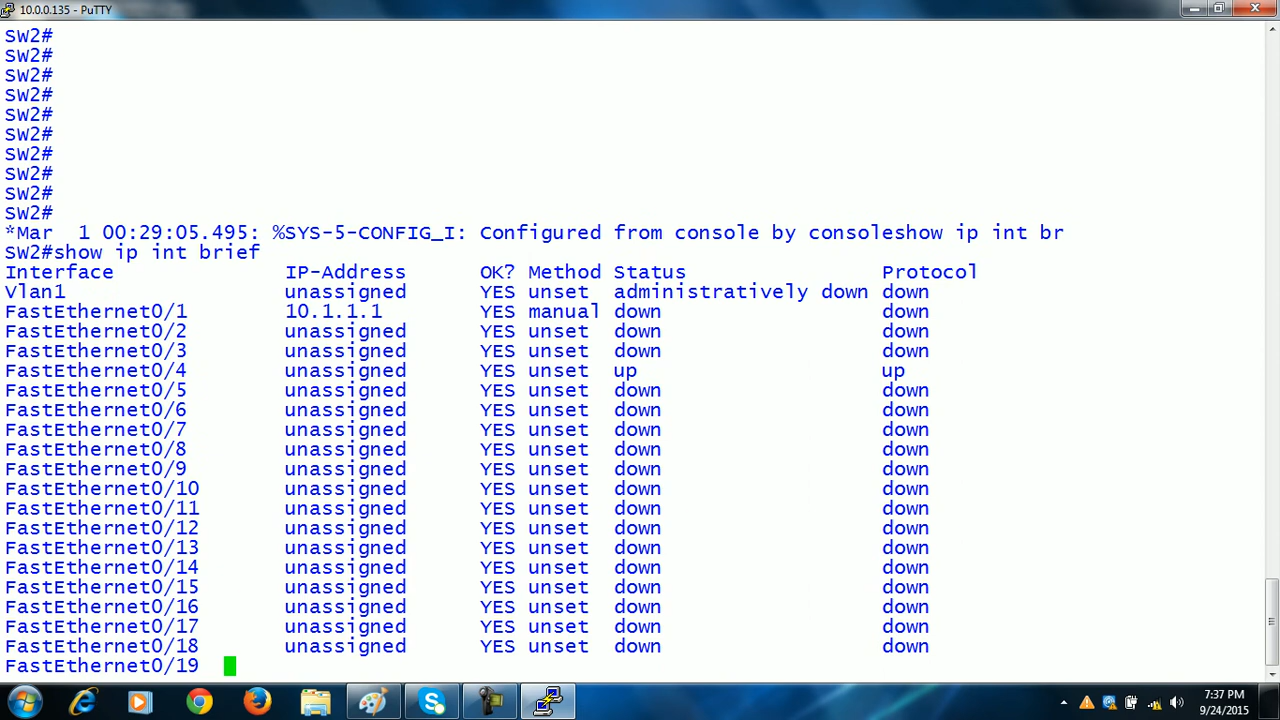 10.0.0.135 - PuTTY
sw2#
sw2#
sw2#
sw2#
sw2#
sw2#
sw2#
sw2#
sw2#
sw2#
*Mar  1 00:29:05.495: %SYS-5-CONFIG_I: Configured from console by consoleshow ip int br
sw2#show ip int brief
Interface IP-Address OK? Method Status Protocol
Vlan1 unassigned YES unset administratively down down
FastEthernet0/1 10.1.1.1 YES manual down down
FastEthernet0/2 unassigned YES unset down down
FastEthernet0/3 unassigned YES unset down down
FastEthernet0/4 unassigned YES unset up up
FastEthernet0/5 unassigned YES unset down down
FastEthernet0/6 unassigned YES unset down down
FastEthernet0/7 unassigned YES unset down down
FastEthernet0/8 unassigned YES unset down down
FastEthernet0/9 unassigned YES unset down down
FastEthernet0/10 unassigned YES unset down down
FastEthernet0/11 unassigned YES unset down down
FastEthernet0/12 unassigned YES unset down down
FastEthernet0/13 unassigned YES unset down down
FastEthernet0/14 unassigned YES unset down down
FastEthernet0/15 unassigned YES unset down down
FastEthernet0/16 unassigned YES unset down down
FastEthernet0/17 unassigned YES unset down down
FastEthernet0/18 unassigned YES unset down down
FastEthernet0/19
7:37 PM
9/24/2015